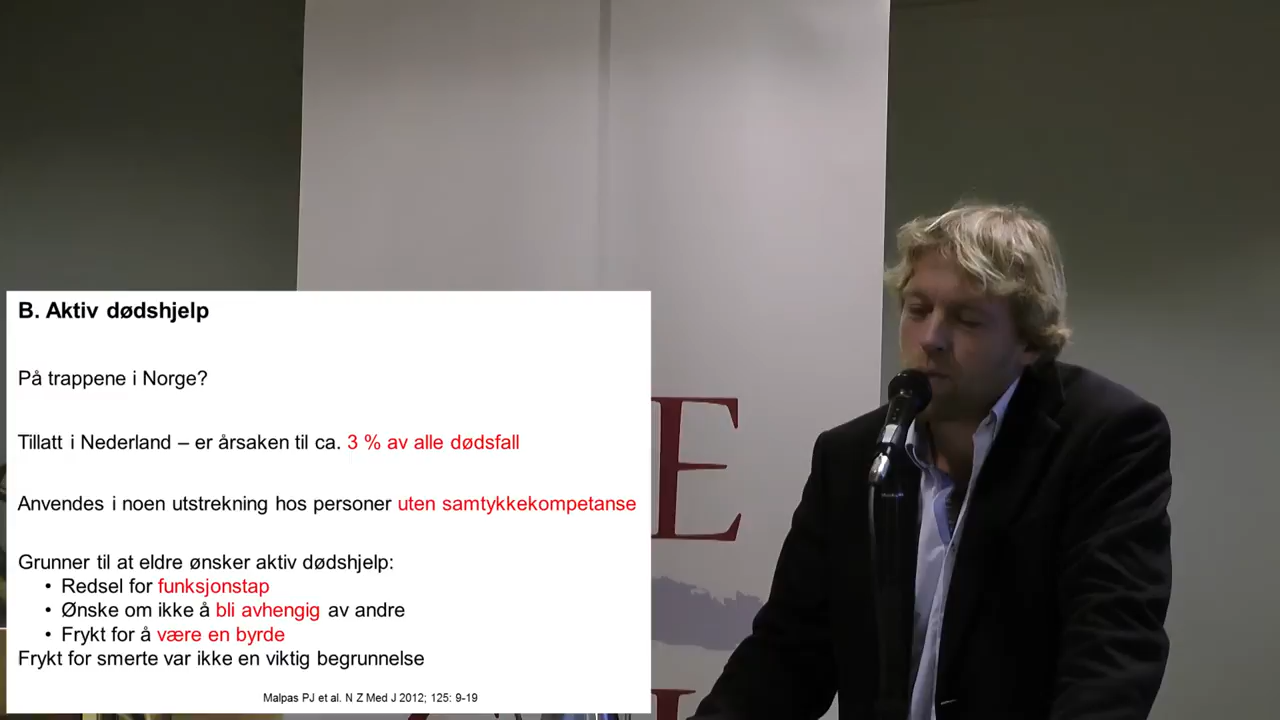 B. Aktiv dødshjelp
På trappene i Norge?
Tillatt i Nederland – er årsaken til ca. 3 % av alle dødsfall
Anvendes i noen utstrekning hos personer uten samtykkekompetanse
Grunner til at eldre ønsker aktiv dødshjelp:
• Redsel for funksjonstap
• Ønske om ikke å bli avhengig av andre
• Frykt for å være en byrde
Frykt for smerte var ikke en viktig begrunnelse
Malpas PJ et al. N Z Med J 2012; 125: 9-19
E